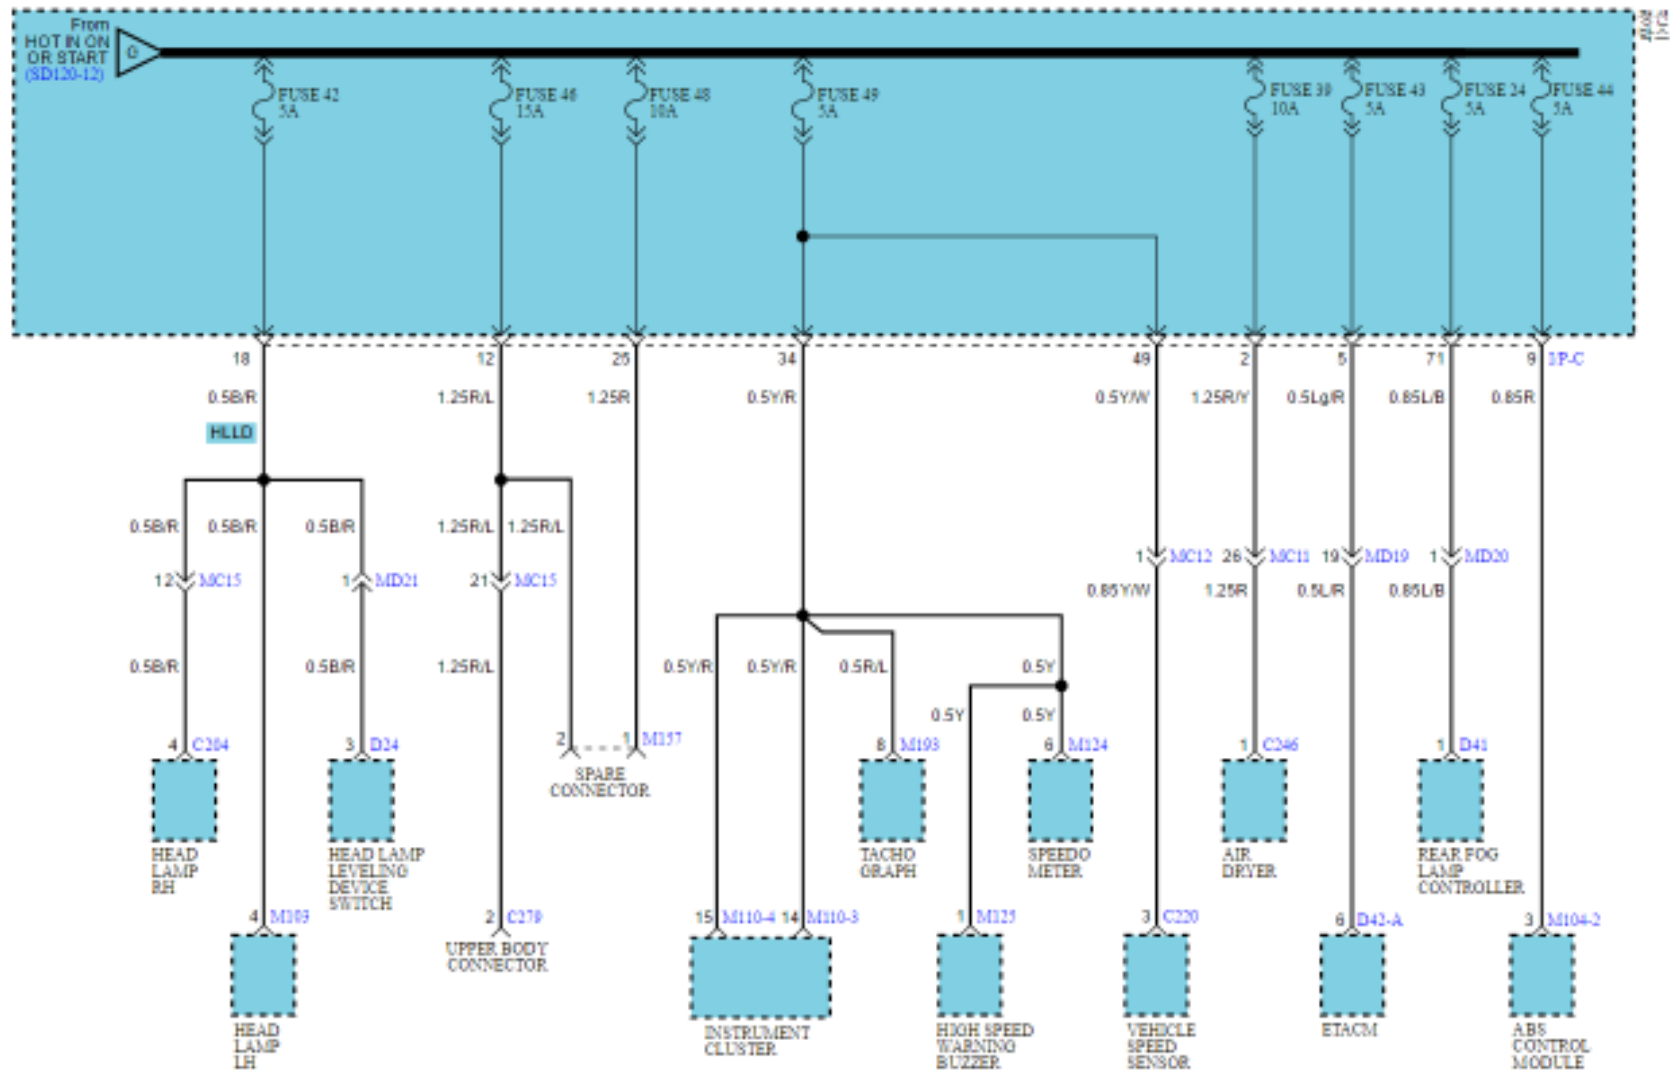 From
HOT IN ON
OR START
(SD120-12)
0
FUSE 42
5A
FUSE 46
15A
FUSE 48
10A
FUSE 49
5A
FUSE 39
10A
FUSE 43
5A
FUSE 24
5A
FUSE 44
5A
18
12
25
34
49
2
5
71
9
I/P-C
0.5B/R
1.25R/L
1.25R
0.5Y/R
0.5Y/W
1.25R/Y
0.5Lg/R
0.85L/B
0.85R
HLLD
0.5B/R
0.5B/R
0.5B/R
1.25R/L
1.25R/L
12
MC15
1
MD21
21
MC15
1
MC12
26
MC11
19
MD19
1
MD20
0.85Y/W
1.25R
0.5L/R
0.85L/B
0.5B/R
0.5B/R
1.25R/L
0.5Y/R
0.5Y/R
0.5R/L
0.5Y
0.5Y
0.5Y
4
C204
3
D24
2
1
M157
SPARE
CONNECTOR
8
M193
6
M124
1
C246
1
D41
HEAD
LAMP
RH
HEAD LAMP
LEVELING
DEVICE
SWITCH
TACHO
GRAPH
SPEEDO
METER
AIR
DRYER
REAR FOG
LAMP
CONTROLLER
4
M103
2
C279
UPPER BODY
CONNECTOR
15
M110-4
14
M110-3
1
M125
3
C220
6
D42-A
3
M104-2
HEAD
LAMP
LH
INSTRUMENT
CLUSTER
HIGH SPEED
WARNING
BUZZER
VEHICLE
SPEED
SENSOR
ETACM
ABS
CONTROL
MODULE